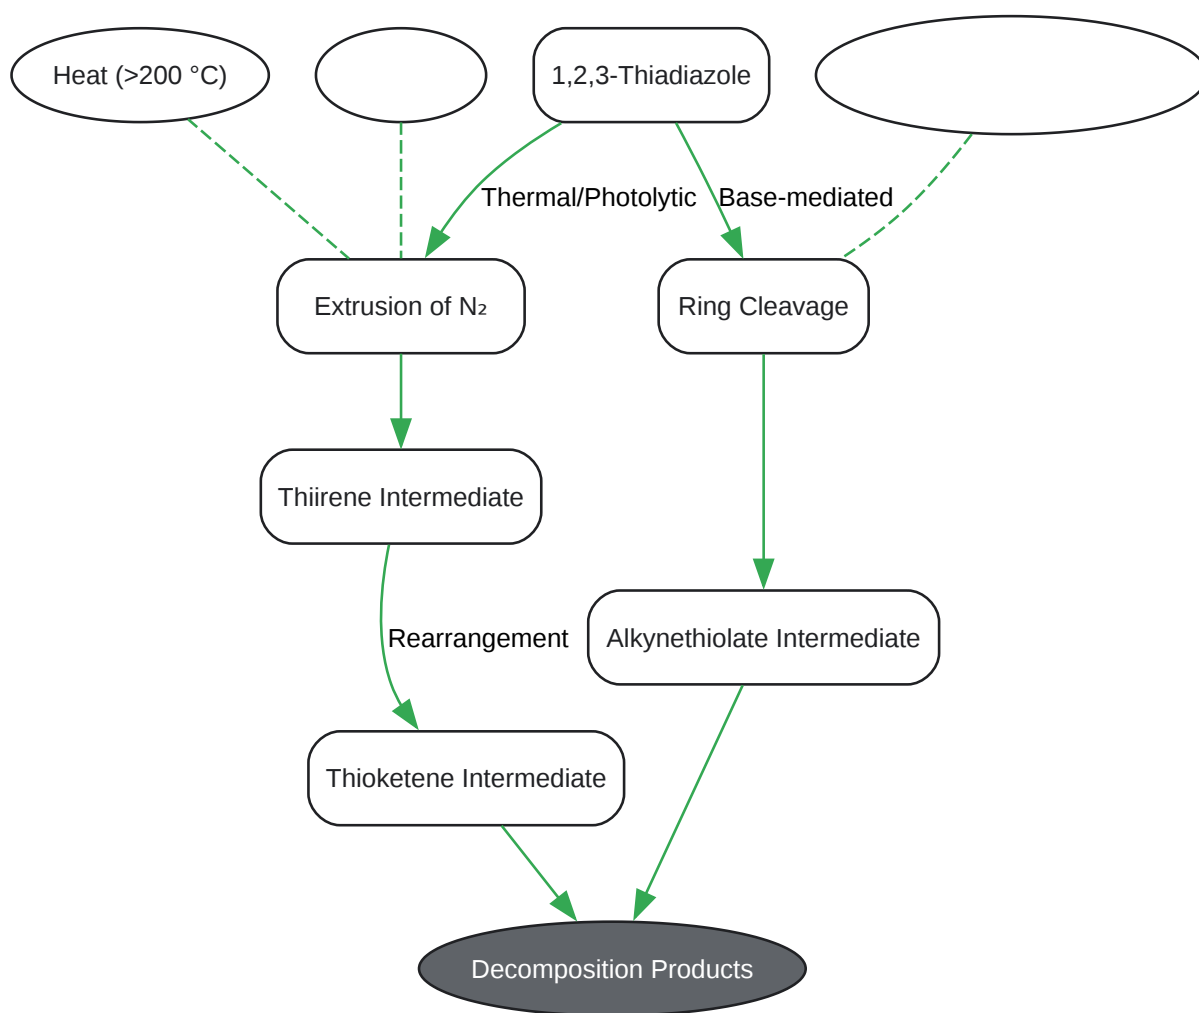 Heat (>200 °C)
1,2,3-Thiadiazole
Thermal/Photolytic
Base-mediated
Extrusion of N₂
Ring Cleavage
Thiirene Intermediate
Rearrangement
Alkynethiolate Intermediate
Thioketene Intermediate
Decomposition Products